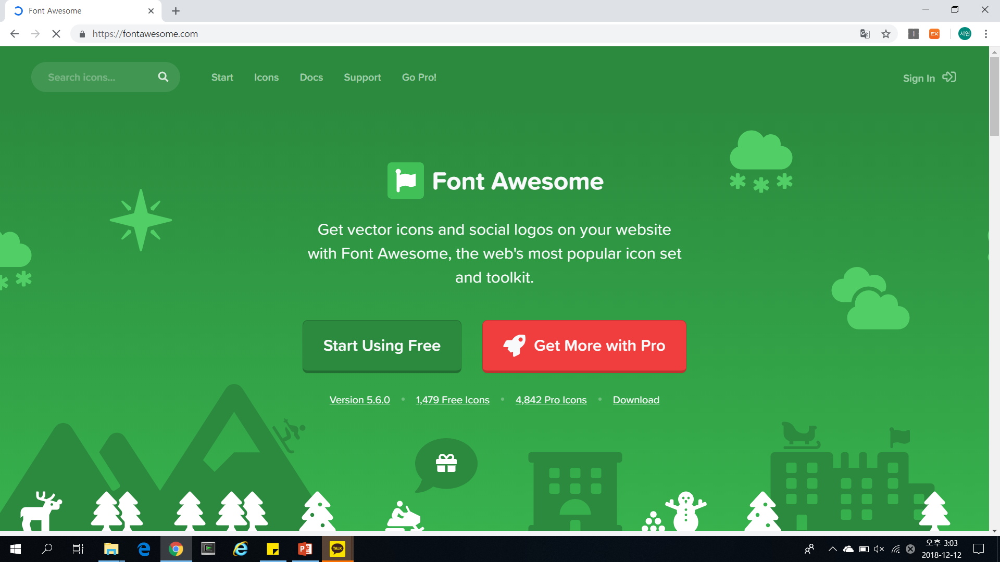 Font Awesome
https://fontawesome.com
EX
서연
Search icons...
Start
Icons
Docs
Support
Go Pro!
Sign In
Font Awesome
Get vector icons and social logos on your website
with Font Awesome, the web's most popular icon set
and toolkit.
Start Using Free
Get More with Pro
Version 5.6.0
1,479 Free Icons
4,842 Pro Icons
Download
TALK
오후 3:03
2018-12-12